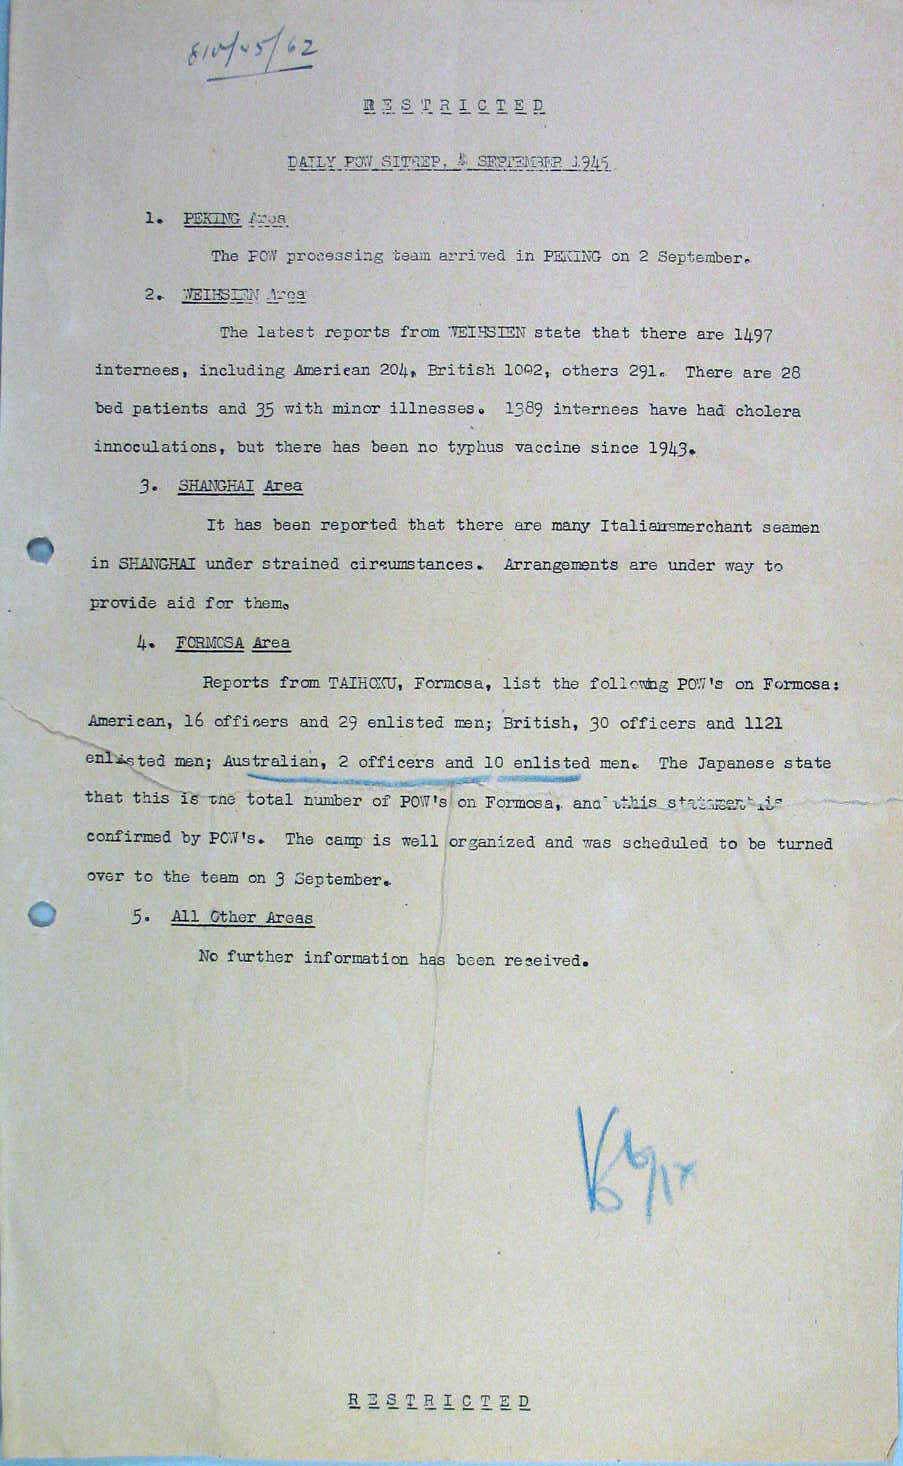 R E S T R I C T E D
DAILY POW SITREP. SEPTEMBER 1945
1. PEKING Area
The POW processing team arrived in PEKING on 2 September.
2. WEIHSIEN Area
The latest reports from WEIHSIEN state that there are 1497
internees, including American 204, British 1002, others 291. There are 28
bed patients and 35 with minor illnesses. 1389 internees have had cholera
innoculations, but there has been no typhus vaccine since 1943.
3. SHANGHAI Area
It has been reported that there are many Italian merchant seamen
in SHANGHAI under strained circumstances. Arrangements are under way to
provide aid for them.
4. FORMOSA Area
Reports from TAIHOKU, Formosa, list the following POW's on Formosa:
American, 16 officers and 29 enlisted men; British, 30 officers and 1121
enlisted men; Australian, 2 officers and 10 enlisted men. The Japanese state
that this is the total number of POW's on Formosa, and this statement is
confirmed by POW's. The camp is well organized and was scheduled to be turned
over to the team on 3 September.
5. All Other Areas
No further information has been received.
R E S T R I C T E D